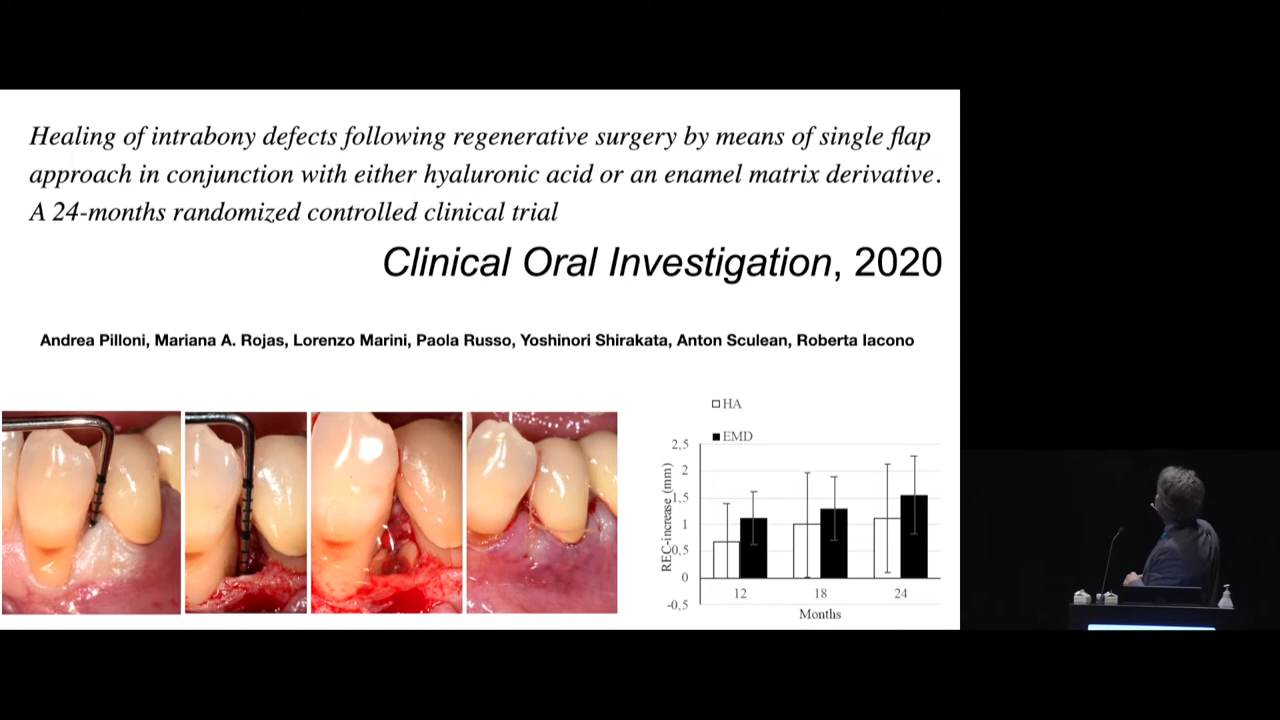 Healing of intrabony defects following regenerative surgery by means of single flap
approach in conjunction with either hyaluronic acid or an enamel matrix derivative.
A 24-months randomized controlled clinical trial
Clinical Oral Investigation, 2020
Andrea Pilloni, Mariana A. Rojas, Lorenzo Marini, Paola Russo, Yoshinori Shirakata, Anton Sculean, Roberta Iacono
HA
EMD
REC-increase (mm)
2,5
2
1,5
1
0,5
0
-0,5
12 18 24
Months